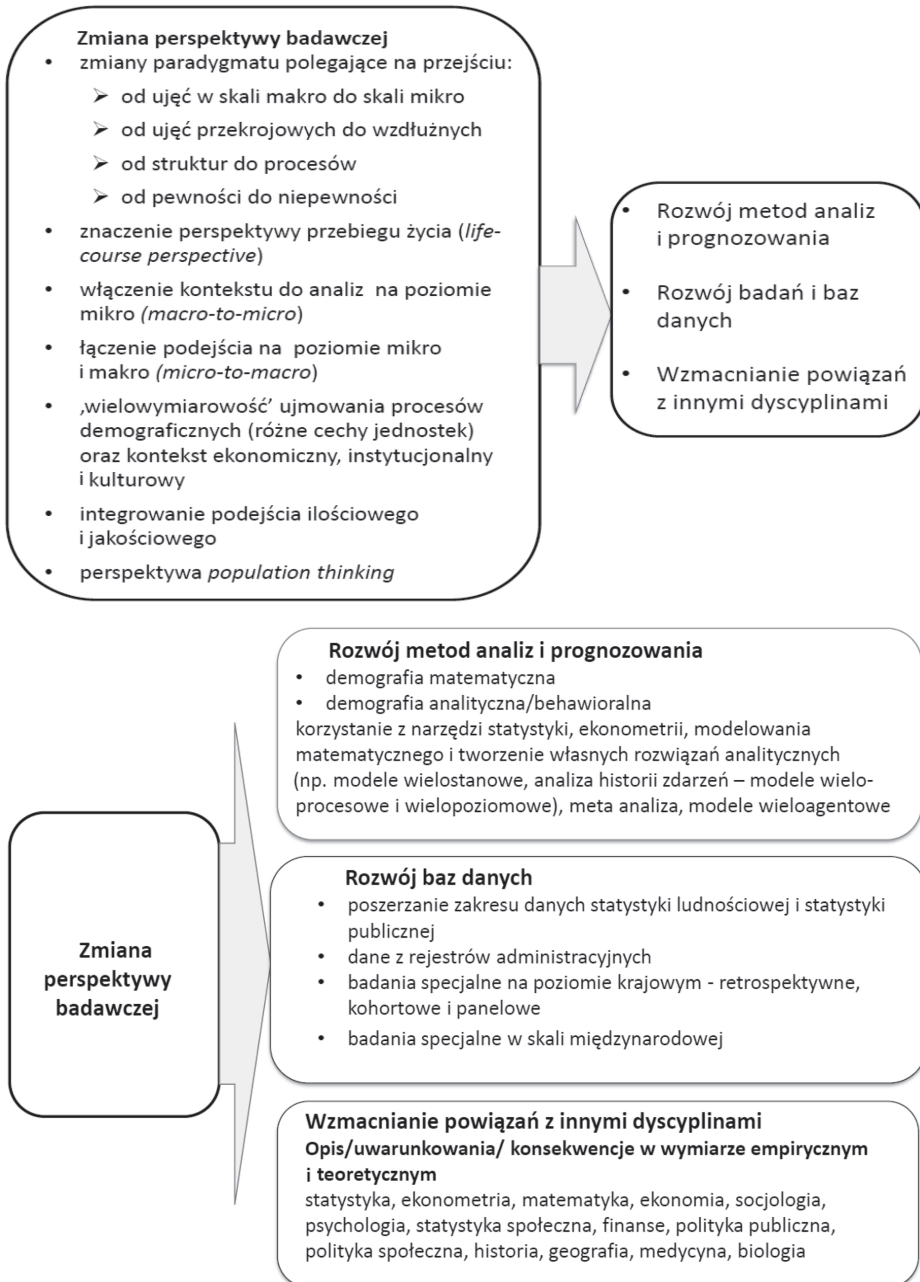 Zmiana perspektywy badawczej
• zmiany paradygmatu polegające na przejściu:
➢ od ujęć w skali makro do skali mikro
➢ od ujęć przekrojowych do wzdłużnych
➢ od struktur do procesów
➢ od pewności do niepewności
• znaczenie perspektywy przebiegu życia (life-
course perspective)
• włączenie kontekstu do analiz na poziomie
mikro (macro-to-micro)
• łączenie podejścia na poziomie mikro
i makro (micro-to-macro)
• ‚wielowymiarowość’ ujmowania procesów
demograficznych (różne cechy jednostek)
oraz kontekst ekonomiczny, instytucjonalny
i kulturowy
• integrowanie podejścia ilościowego
i jakościowego
• perspektywa population thinking
• Rozwój metod analiz
i prognozowania
• Rozwój badań i baz
danych
• Wzmacnianie powiązań
z innymi dyscyplinami
Zmiana
perspektywy
badawczej
Rozwój metod analiz i prognozowania
• demografia matematyczna
• demografia analityczna/behawioralna
korzystanie z narzędzi statystyki, ekonometrii, modelowania
matematycznego i tworzenie własnych rozwiązań analitycznych
(np. modele wielostanowe, analiza historii zdarzeń – modele wielo-
procesowe i wielopoziomowe), meta analiza, modele wieloagentowe
Rozwój baz danych
• poszerzanie zakresu danych statystyki ludnościowej i statystyki
publicznej
• dane z rejestrów administracyjnych
• badania specjalne na poziomie krajowym - retrospektywne,
kohortowe i panelowe
• badania specjalne w skali międzynarodowej
Wzmacnianie powiązań z innymi dyscyplinami
Opis/uwarunkowania/ konsekwencje w wymiarze empirycznym
i teoretycznym
statystyka, ekonometria, matematyka, ekonomia, socjologia,
psychologia, statystyka społeczna, finanse, polityka publiczna,
polityka społeczna, historia, geografia, medycyna, biologia